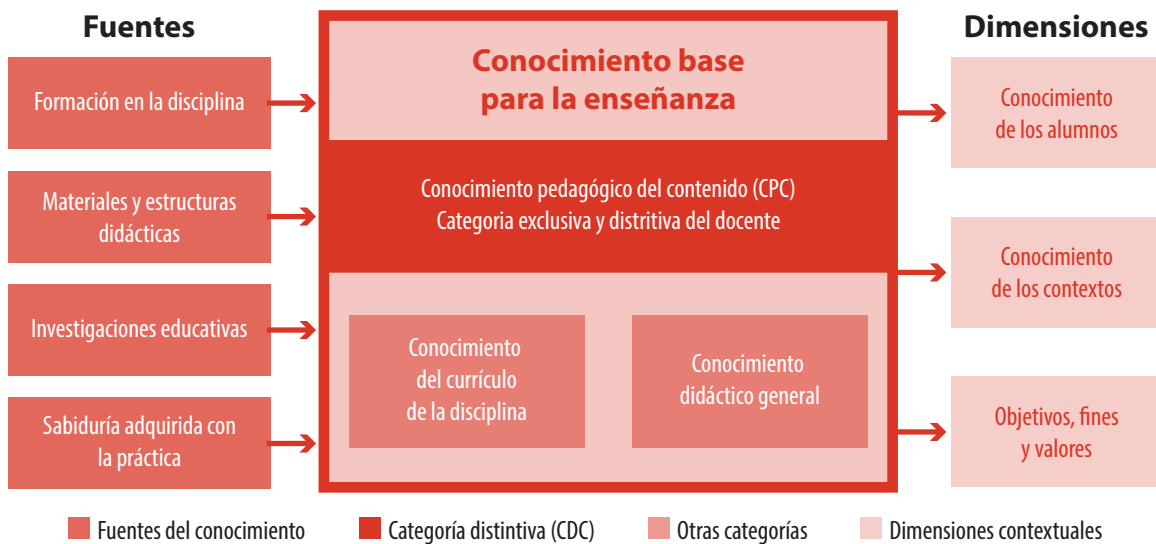 Fuentes
Formación en la disciplina
Materiales y estructuras
didácticas
Investigaciones educativas
Sabiduría adquirida con
la práctica
Conocimiento base
para la enseñanza
Conocimiento pedagógico del contenido (CPC)
Categoria exclusiva y distritiva del docente
Conocimiento
del currículo
de la disciplina
Conocimiento
didáctico general
Dimensiones
Conocimiento
de los alumnos
Conocimiento
de los contextos
Objetivos, fines
y valores
Fuentes del conocimiento
Categoría distintiva (CDC)
Otras categorías
Dimensiones contextuales